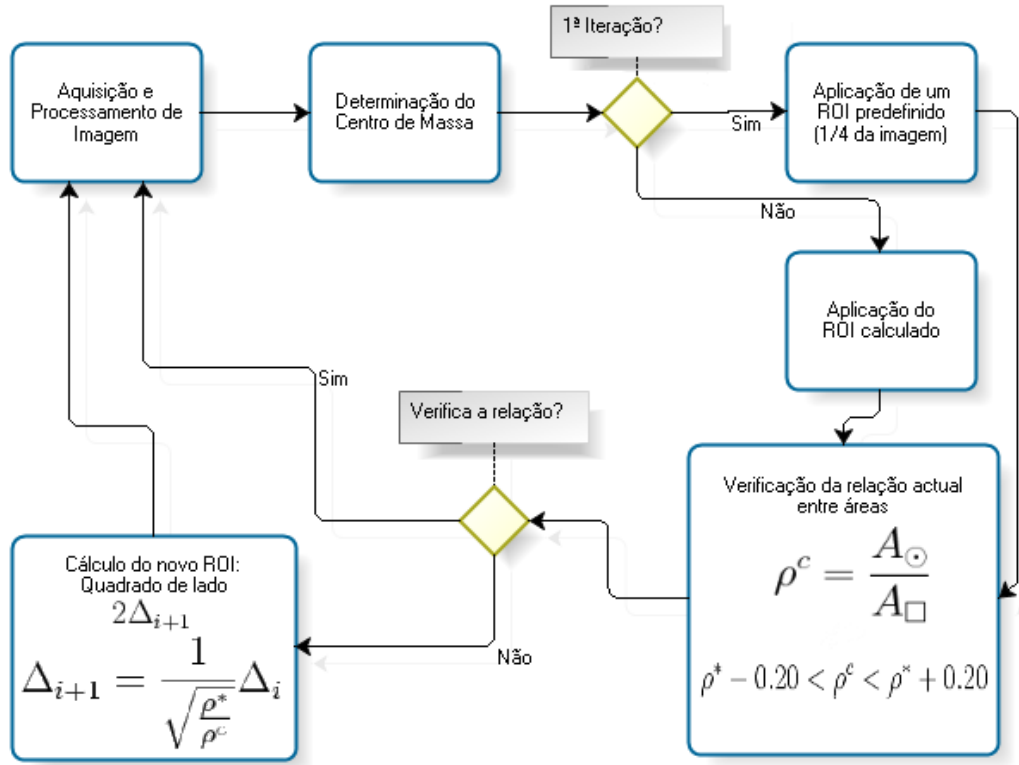 1ª Iteração?
Aquisição e
Processamento de
Imagem
Determinação do
Centro de Massa
Sim
Aplicação de um
ROI predefinido
(1/4 da imagem)
Não
Aplicação do
ROI calculado
Sim
Verifica a relação?
Verificação da relação actual
entre áreas
ρ^c = A_⊙ / A_□
ρ* − 0.20 < ρ^c < ρ* + 0.20
Não
Cálculo do novo ROI:
Quadrado de lado
2Δ_{i+1}
Δ_{i+1} = 1 / √(ρ*/ρ^c) Δ_i